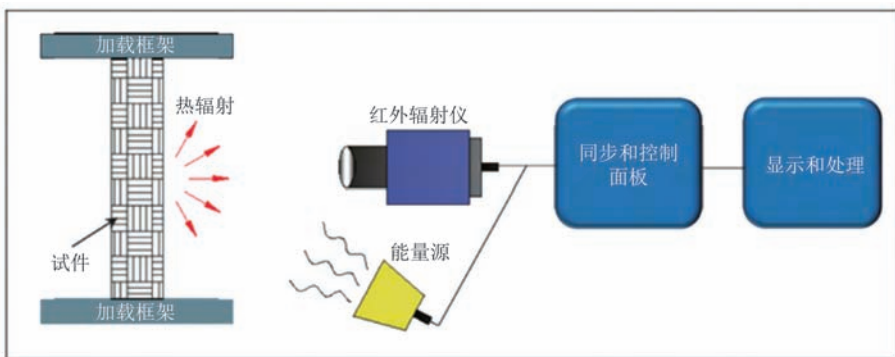 加载框架
热辐射
试件
加载框架
红外辐射仪
能量源
同步和控制
面板
显示和处理